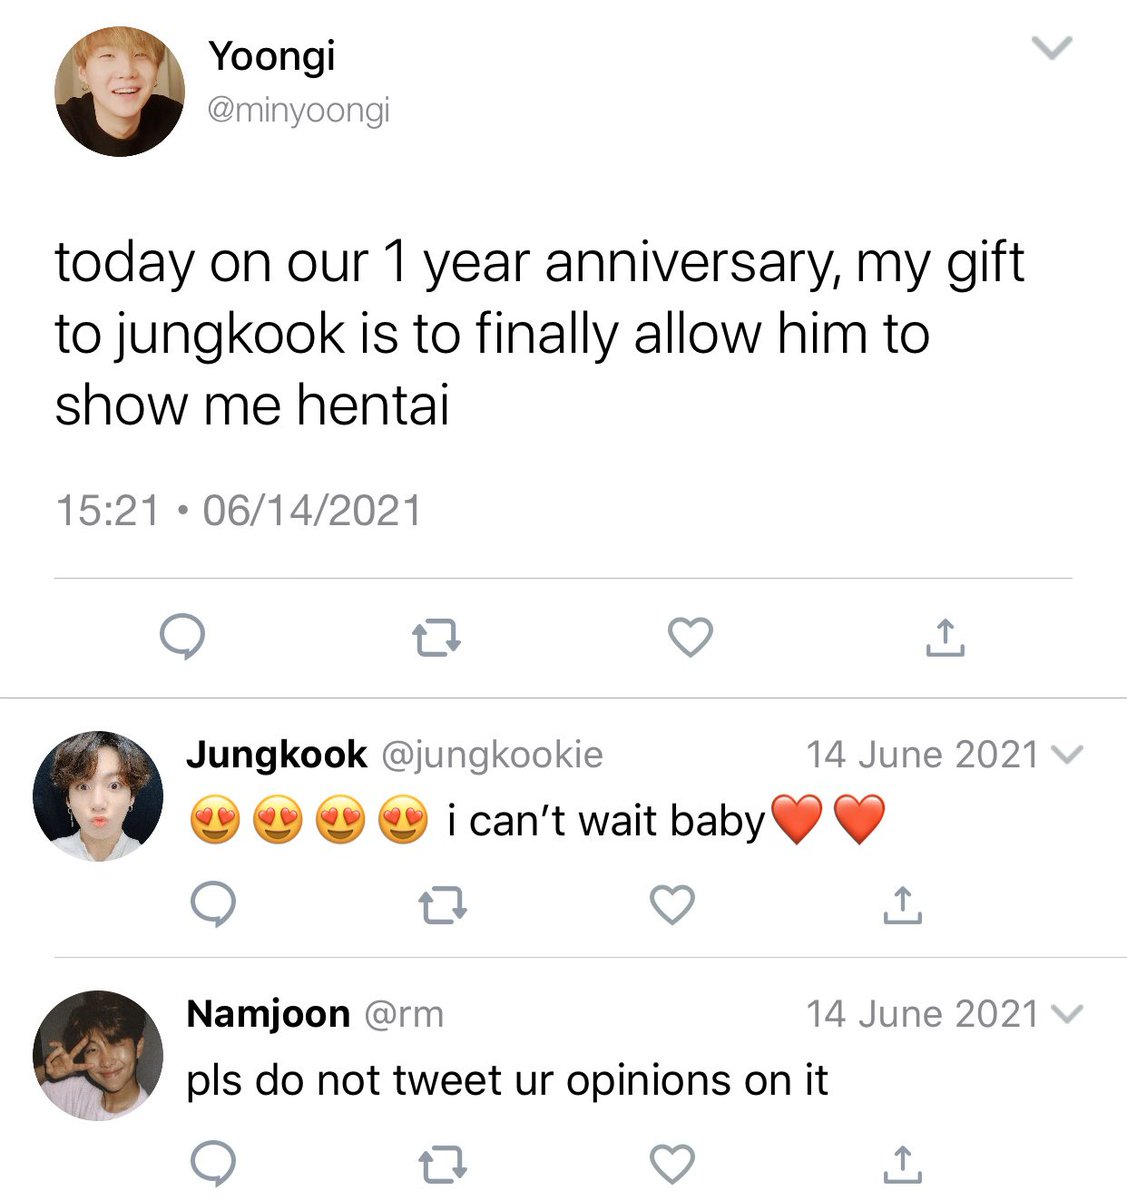 Yoongi
@minyoongi
today on our 1 year anniversary, my gift
to jungkook is to finally allow him to
show me hentai
15:21 • 06/14/2021
Jungkook @jungkookie 14 June 2021
😍😍😍😍 i can’t wait baby❤️❤️
Namjoon @rm 14 June 2021
pls do not tweet ur opinions on it